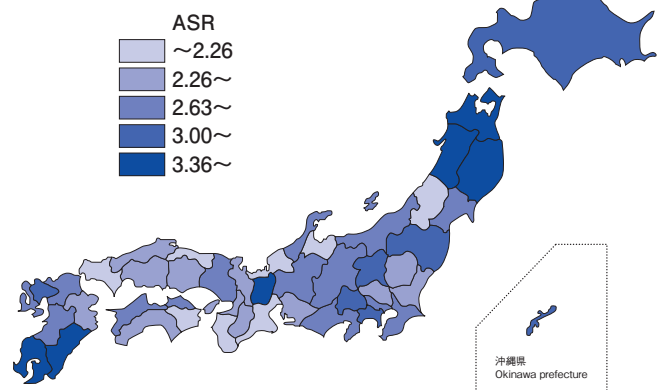 ASR
～2.26
2.26～
2.63～
3.00～
3.36～
沖縄県
Okinawa prefecture